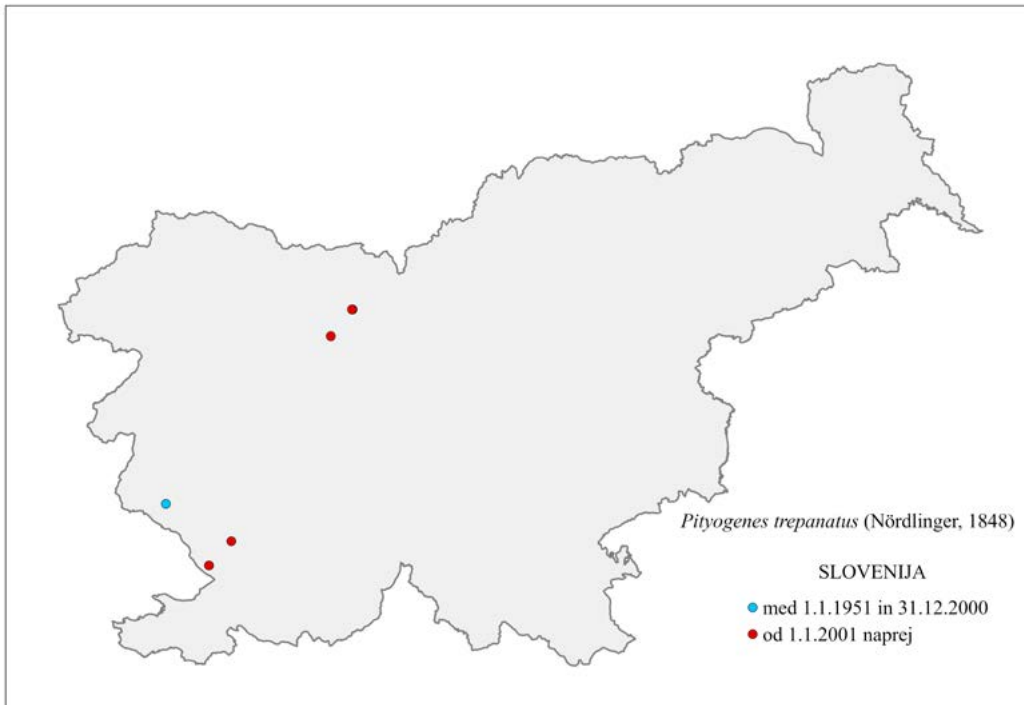 Pityogenes trepanatus (Nördlinger, 1848)
SLOVENIJA
med 1.1.1951 in 31.12.2000
od 1.1.2001 naprej